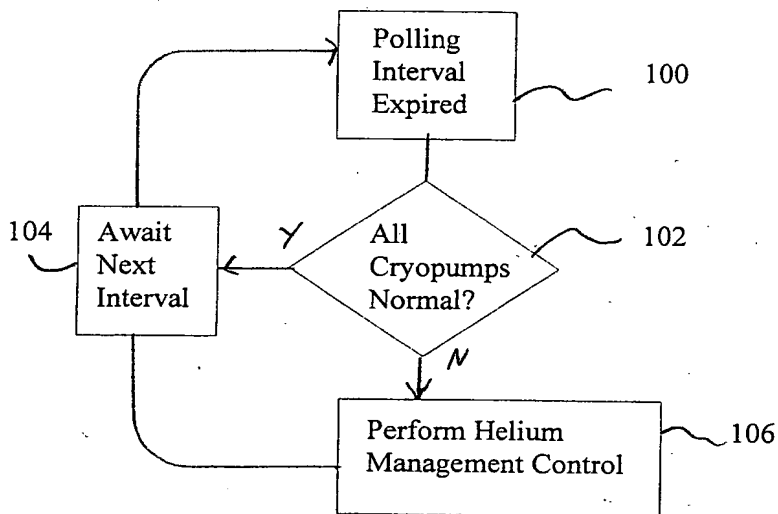 Polling
Interval
Expired
100
104
Await
Next
Interval
Y
All
Cryopumps
Normal?
102
N
Perform Helium
Management Control
106